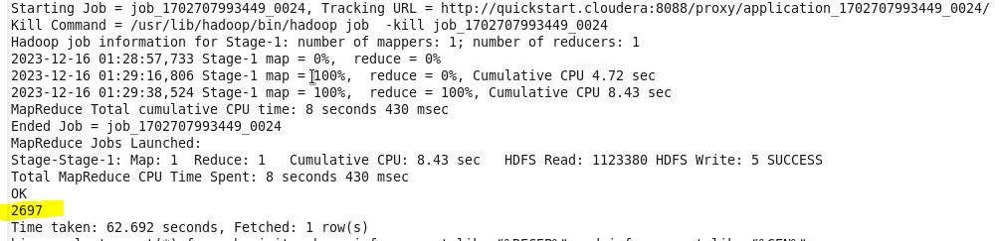 Starting Job = job_1702707993449_0024, Tracking URL = http://quickstart.cloudera:8088/proxy/application_1702707993449_0024/
Kill Command = /usr/lib/hadoop/bin/hadoop job  -kill job_1702707993449_0024
Hadoop job information for Stage-1: number of mappers: 1; number of reducers: 1
2023-12-16 01:28:57,733 Stage-1 map = 0%,  reduce = 0%
2023-12-16 01:29:16,806 Stage-1 map = 100%,  reduce = 0%, Cumulative CPU 4.72 sec
2023-12-16 01:29:38,524 Stage-1 map = 100%,  reduce = 100%, Cumulative CPU 8.43 sec
MapReduce Total cumulative CPU time: 8 seconds 430 msec
Ended Job = job_1702707993449_0024
MapReduce Jobs Launched:
Stage-Stage-1: Map: 1  Reduce: 1   Cumulative CPU: 8.43 sec   HDFS Read: 1123380 HDFS Write: 5 SUCCESS
Total MapReduce CPU Time Spent: 8 seconds 430 msec
OK
2697
Time taken: 62.692 seconds, Fetched: 1 row(s)